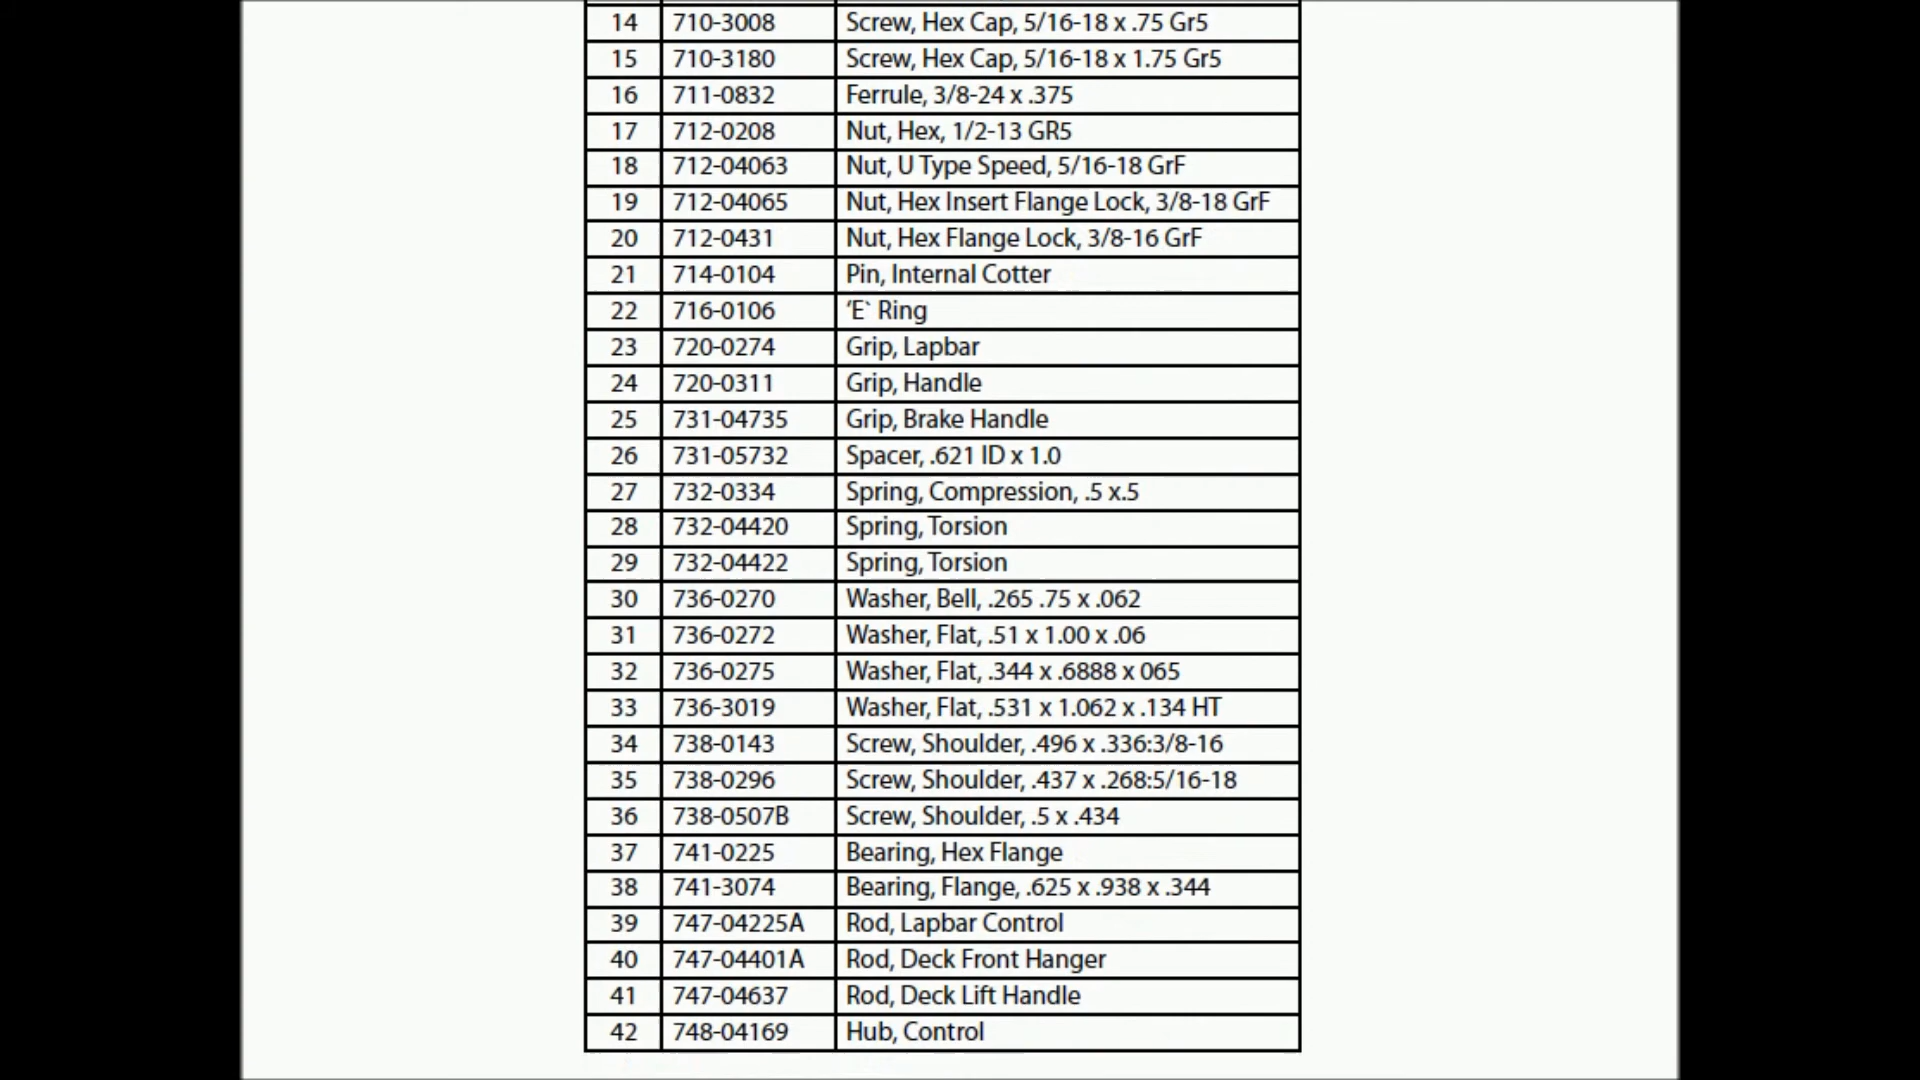 14 710-3008 Screw, Hex Cap, 5/16-18 x .75 Gr5
15 710-3180 Screw, Hex Cap, 5/16-18 x 1.75 Gr5
16 711-0832 Ferrule, 3/8-24 x .375
17 712-0208 Nut, Hex, 1/2-13 GR5
18 712-04063 Nut, U Type Speed, 5/16-18 GrF
19 712-04065 Nut, Hex Insert Flange Lock, 3/8-18 GrF
20 712-0431 Nut, Hex Flange Lock, 3/8-16 GrF
21 714-0104 Pin, Internal Cotter
22 716-0106 ‘E` Ring
23 720-0274 Grip, Lapbar
24 720-0311 Grip, Handle
25 731-04735 Grip, Brake Handle
26 731-05732 Spacer, .621 ID x 1.0
27 732-0334 Spring, Compression, .5 x.5
28 732-04420 Spring, Torsion
29 732-04422 Spring, Torsion
30 736-0270 Washer, Bell, .265 .75 x .062
31 736-0272 Washer, Flat, .51 x 1.00 x .06
32 736-0275 Washer, Flat, .344 x .6888 x 065
33 736-3019 Washer, Flat, .531 x 1.062 x .134 HT
34 738-0143 Screw, Shoulder, .496 x .336:3/8-16
35 738-0296 Screw, Shoulder, .437 x .268:5/16-18
36 738-0507B Screw, Shoulder, .5 x .434
37 741-0225 Bearing, Hex Flange
38 741-3074 Bearing, Flange, .625 x .938 x .344
39 747-04225A Rod, Lapbar Control
40 747-04401A Rod, Deck Front Hanger
41 747-04637 Rod, Deck Lift Handle
42 748-04169 Hub, Control